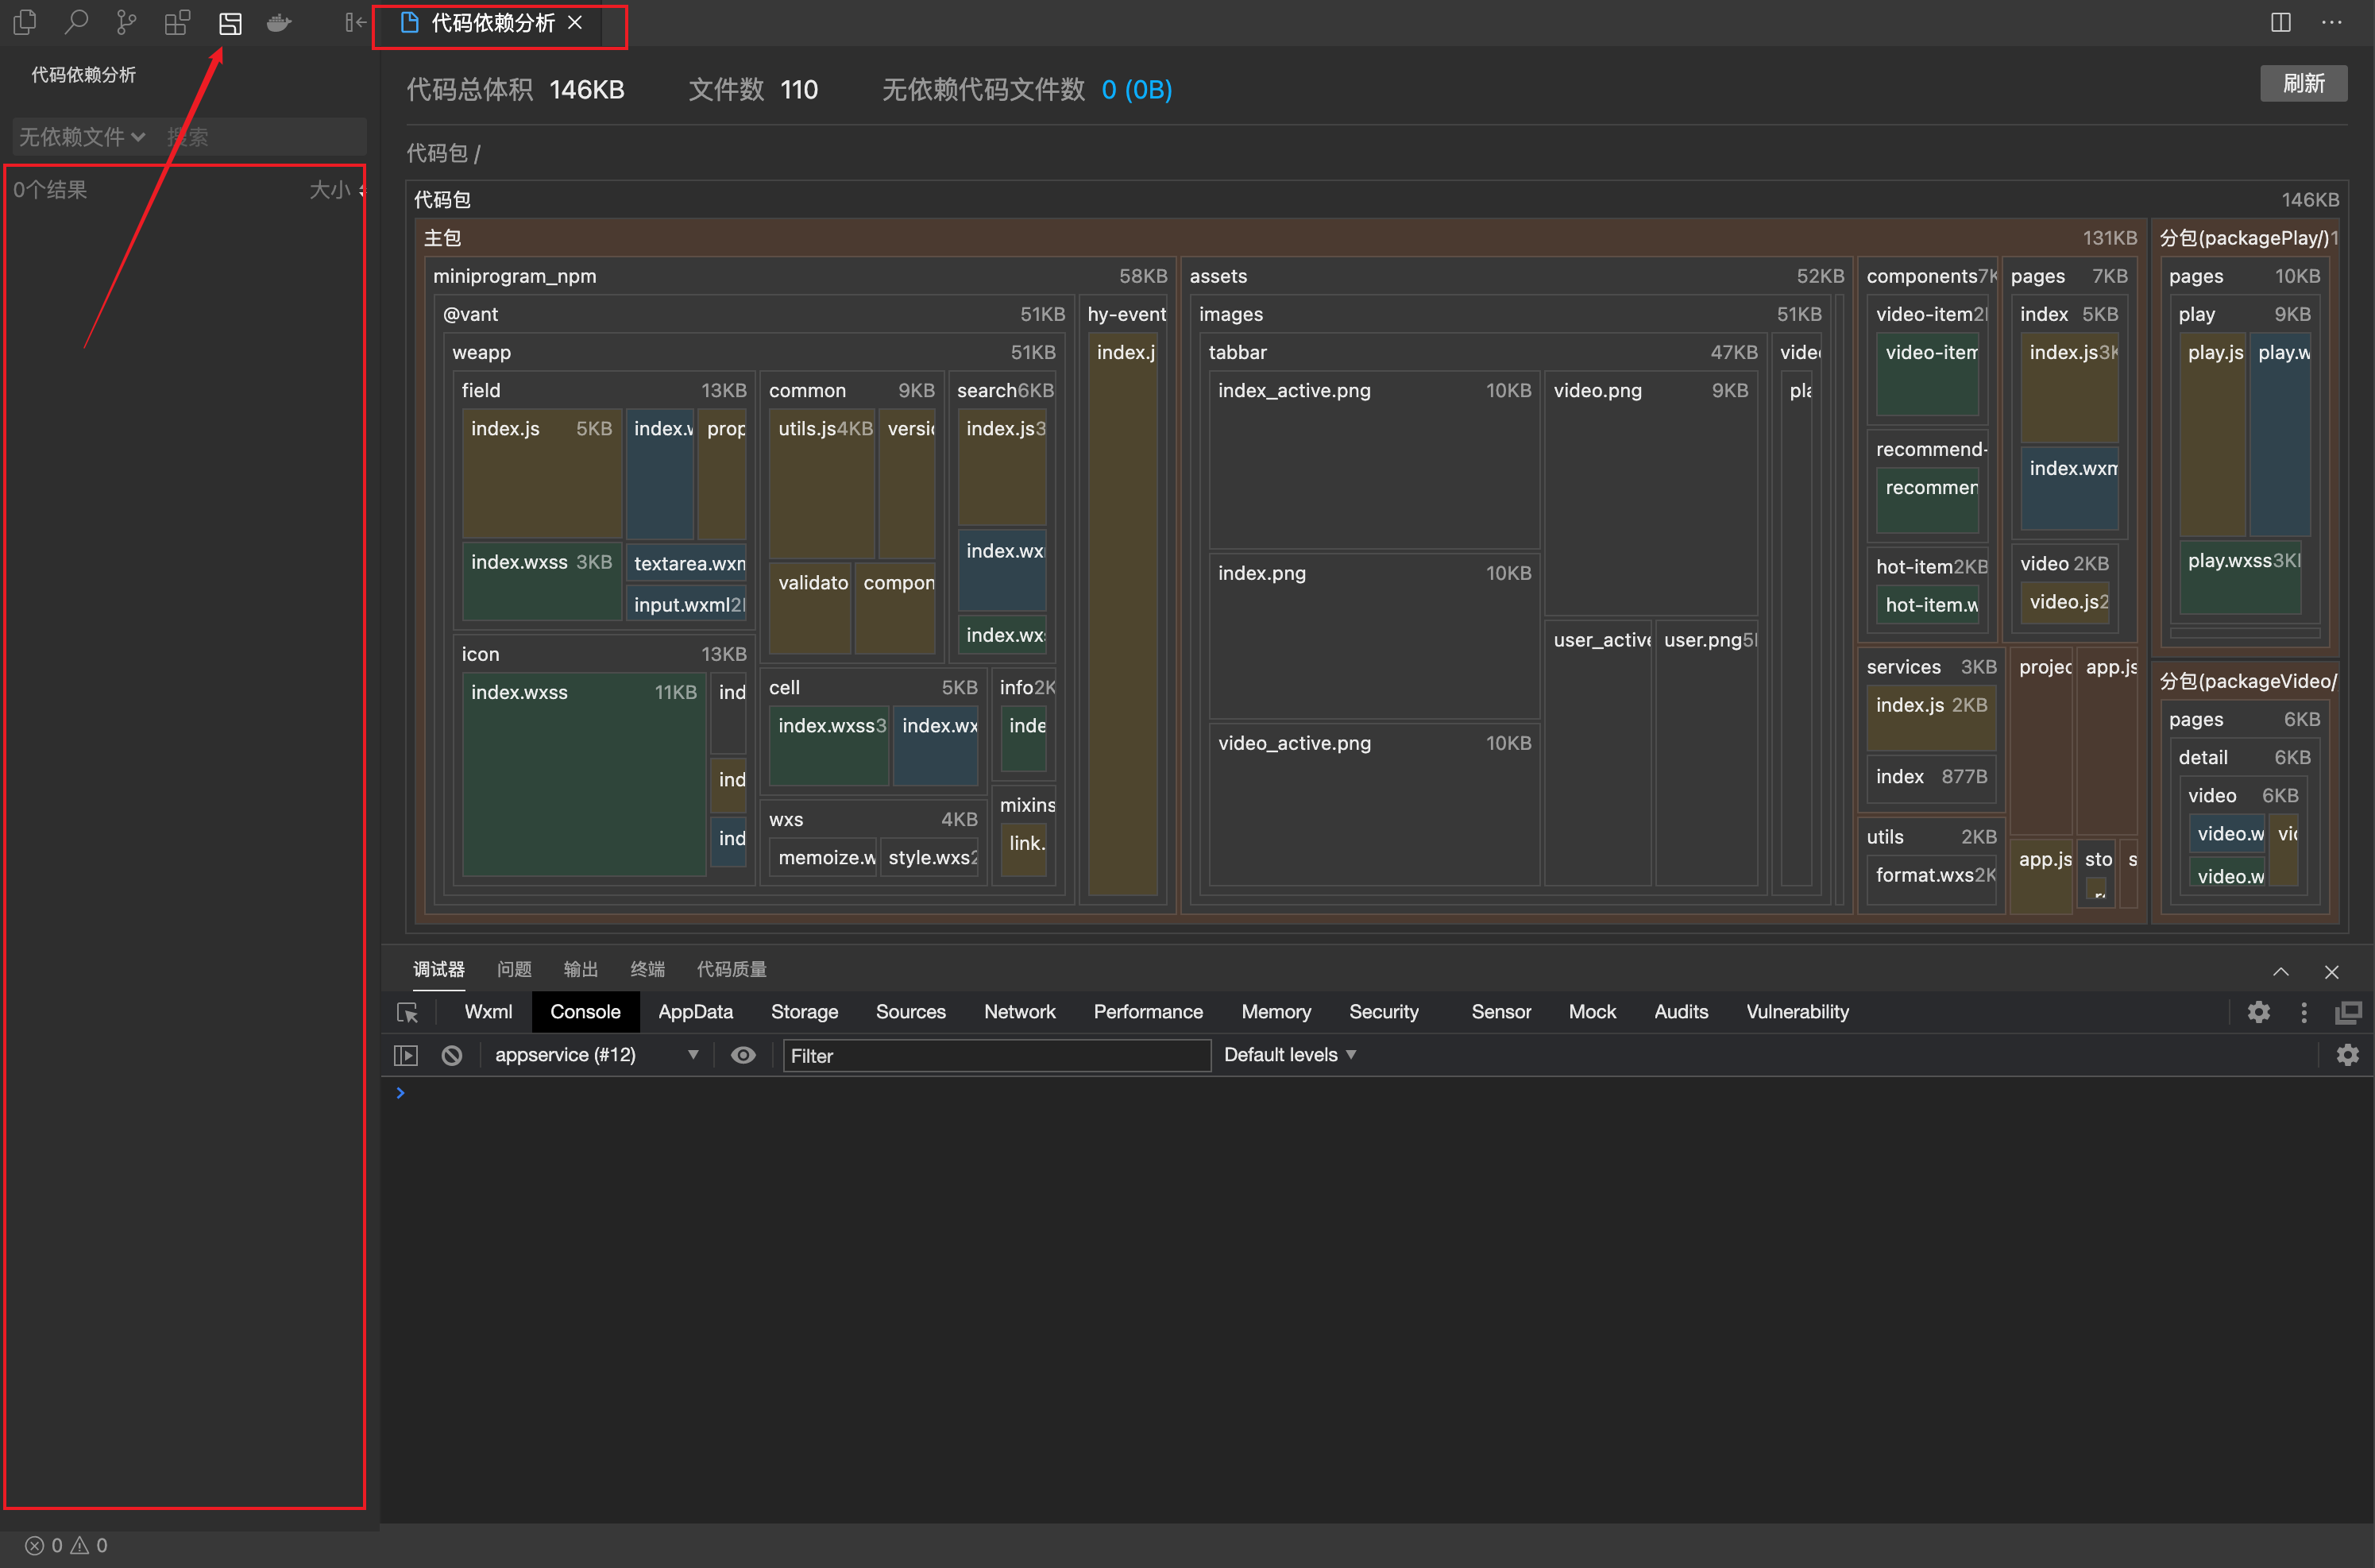 代码依赖分析
代码依赖分析
无依赖文件
搜索
0个结果
大小
代码总体积 146KB
文件数 110
无依赖代码文件数 0 (0B)
刷新
代码包 /
代码包 146KB
主包 131KB
miniprogram_npm 58KB
@vant 51KB
weapp 51KB
field 13KB
index.js 5KB
index.w
prop
index.wxss 3KB
textarea.wxm
input.wxml2
icon 13KB
index.wxss 11KB
ind
ind
ind
common 9KB
utils.js4KB
versio
validato
compon
search6KB
index.js3
index.wx
index.wxs
cell 5KB
index.wxss3
index.wx
info2K
inde
wxs 4KB
memoize.w
style.wxs2
mixins
link.
hy-event
index.j
assets 52KB
images 51KB
tabbar 47KB
index_active.png 10KB
index.png 10KB
video_active.png 10KB
video.png 9KB
user_active
user.png5
video
pla
components7K
video-item2
video-item
recommend-
recommen
hot-item2KB
hot-item.w
pages 7KB
index 5KB
index.js3K
index.wxm
video 2KB
video.js2
services 3KB
index.js 2KB
index 877B
utils 2KB
format.wxs2K
projec
app.js
app.js
sto
s
分包(packagePlay/)1
pages 10KB
play 9KB
play.js
play.w
play.wxss3K
分包(packageVideo/
pages 6KB
detail 6KB
video 6KB
video.w
vid
video.w
调试器 问题 输出 终端 代码质量
Wxml Console AppData Storage Sources Network Performance Memory Security Sensor Mock Audits Vulnerability
appservice (#12)
Filter
Default levels
0 0